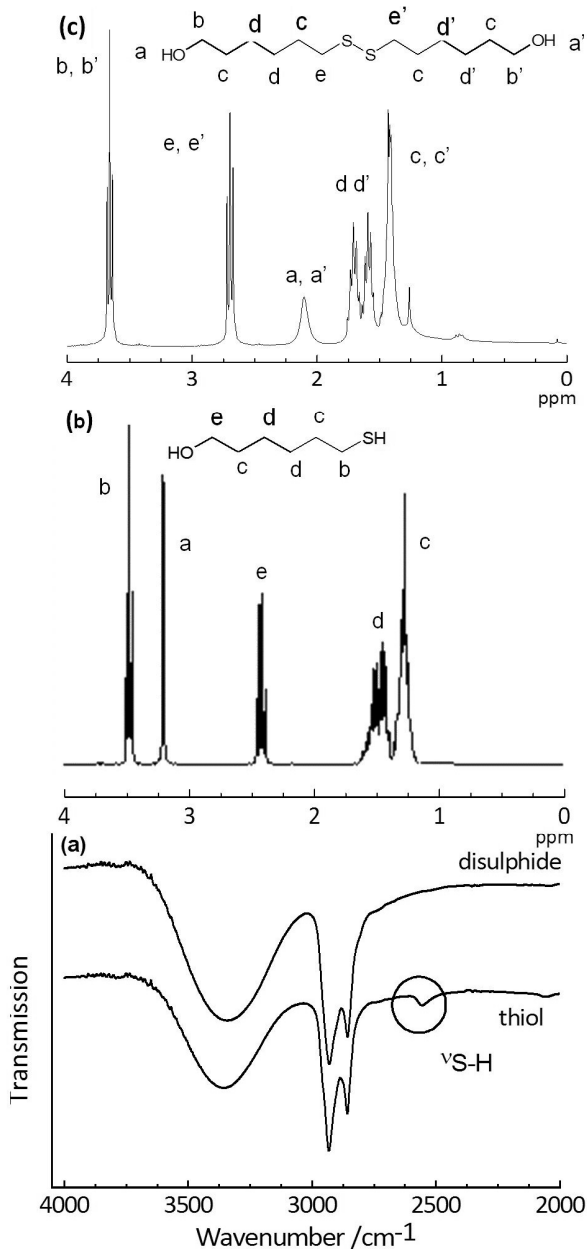 (c)
b d c e' d' c
HO S S OH
a a'
c d e c d' b'
b, b'
e, e'
d d'
c, c'
a, a'
4 3 2 1 0
ppm
(b)
e d c
HO SH
c d b
b
a
e
d
c
4 3 2 1 0
ppm
(a)
disulphide
thiol
νS-H
Transmission
4000 3500 3000 2500 2000
Wavenumber /cm-1